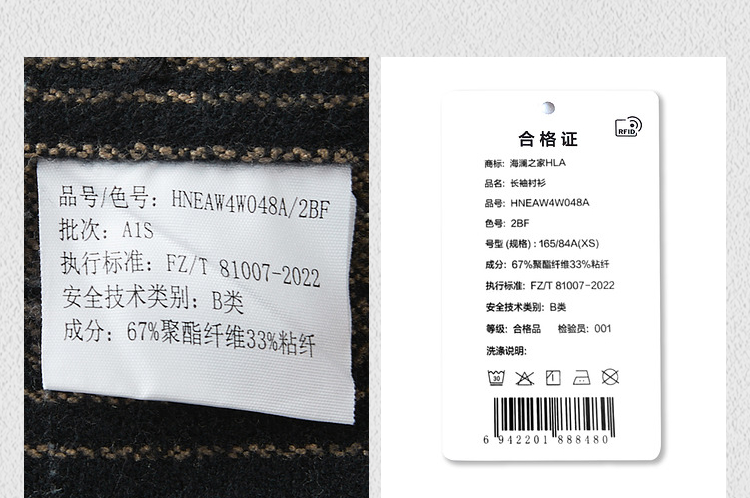 品号/色号: HNEAW4W048A/2BF
批次: A1S
执行标准: FZ/T 81007-2022
安全技术类别: B类
成分: 67%聚酯纤维33%粘纤
合格证
RFID
商标: 海澜之家HLA
品名: 长袖衬衫
品号: HNEAW4W048A
色号: 2BF
号型(规格): 165/84A(XS)
成分: 67%聚酯纤维33%粘纤
执行标准: FZ/T 81007-2022
安全技术类别: B类
等级: 合格品 检验员: 001
洗涤说明:
30
6 942201 888480